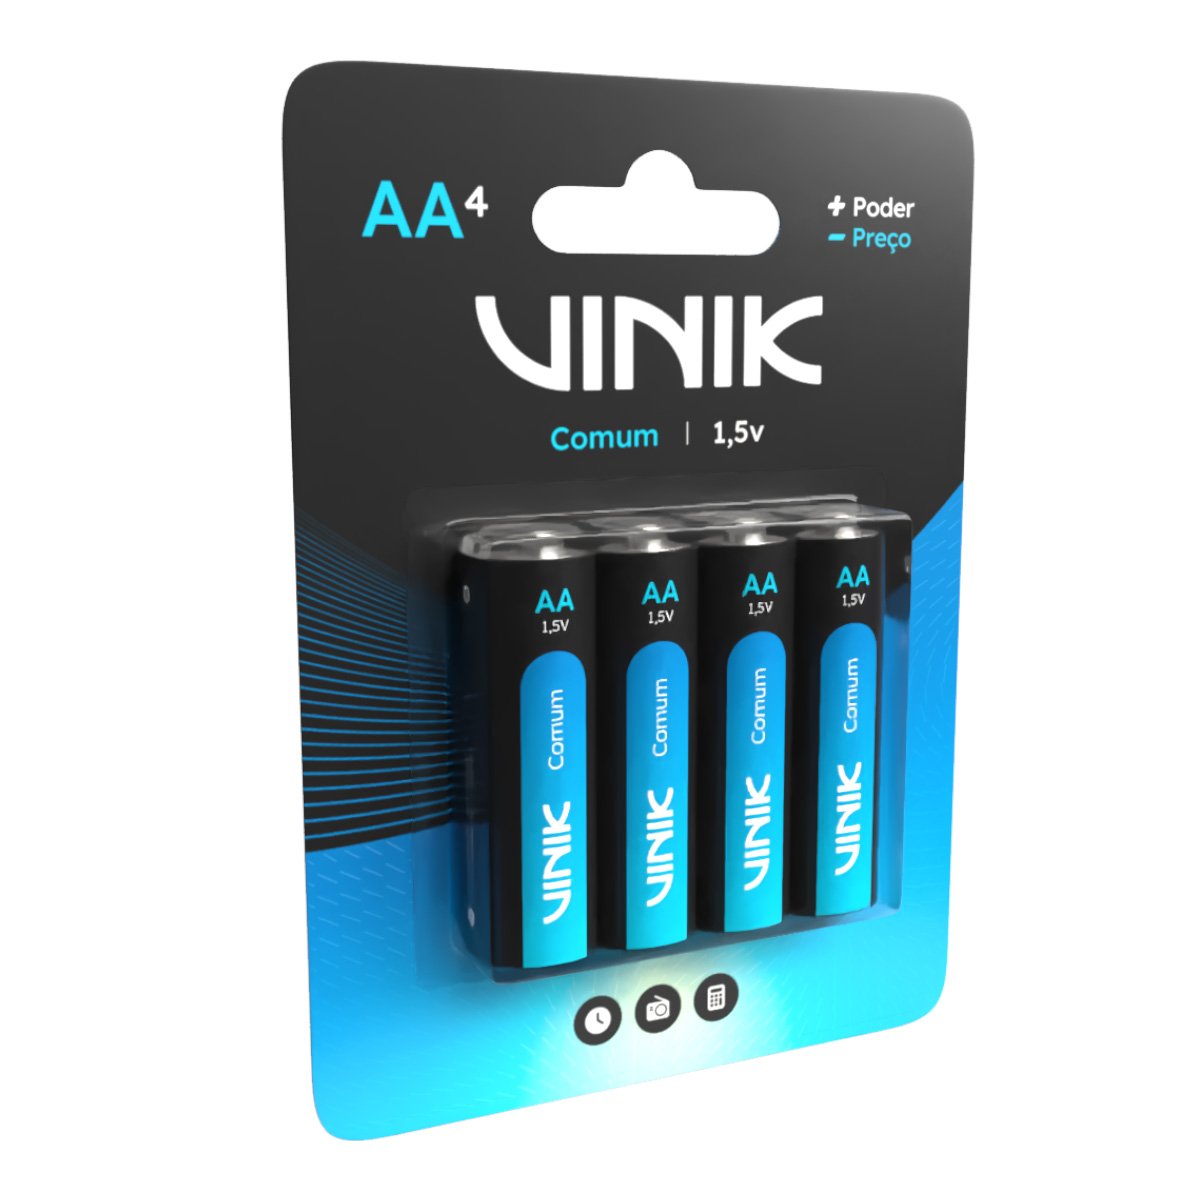 AA4
+ Poder
- Preço
VINIK
Comum | 1,5v
AA
1,5V
Comum
VINIK
AA
1,5V
Comum
VINIK
AA
1,5V
Comum
VINIK
AA
1,5V
Comum
VINIK